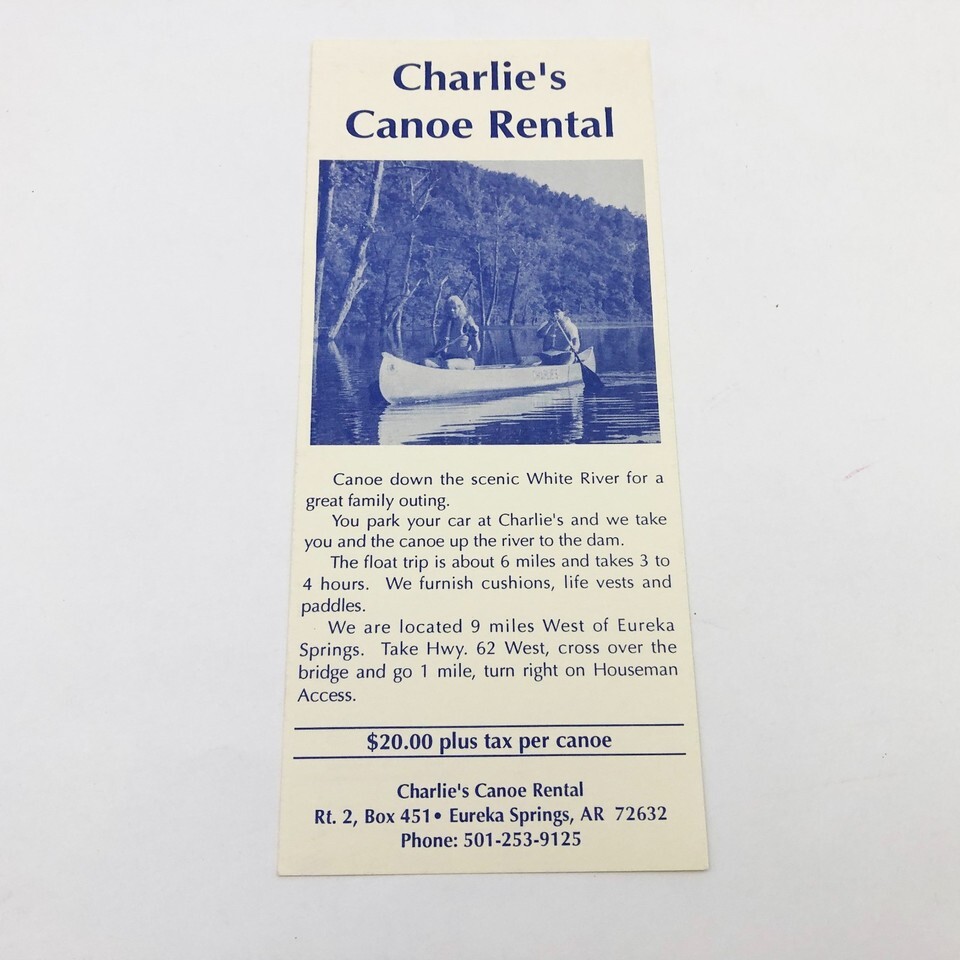 Charlie's
Canoe Rental
Canoe down the scenic White River for a
great family outing.
You park your car at Charlie's and we take
you and the canoe up the river to the dam.
The float trip is about 6 miles and takes 3 to
4 hours. We furnish cushions, life vests and
paddles.
We are located 9 miles West of Eureka
Springs. Take Hwy. 62 West, cross over the
bridge and go 1 mile, turn right on Houseman
Access.
$20.00 plus tax per canoe
Charlie's Canoe Rental
Rt. 2, Box 451• Eureka Springs, AR 72632
Phone: 501-253-9125